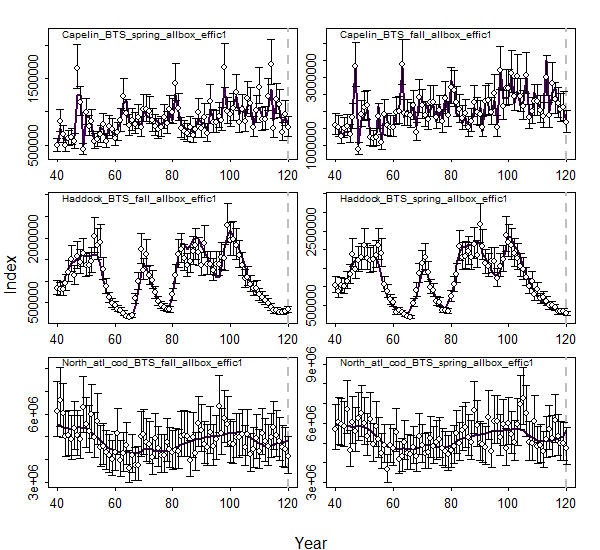 Capelin_BTS_spring_allbox_effic1
Capelin_BTS_fall_allbox_effic1
500000 1500000
1000000 3000000
40 60 80 100 120
40 60 80 100 120
Haddock_BTS_fall_allbox_effic1
Haddock_BTS_spring_allbox_effic1
500000 2000000
500000 2500000
40 60 80 100 120
40 60 80 100 120
Index
North_atl_cod_BTS_fall_allbox_effic1
North_atl_cod_BTS_spring_allbox_effic1
3e+06 6e+06
3e+06 6e+06 9e+06
40 60 80 100 120
40 60 80 100 120
Year